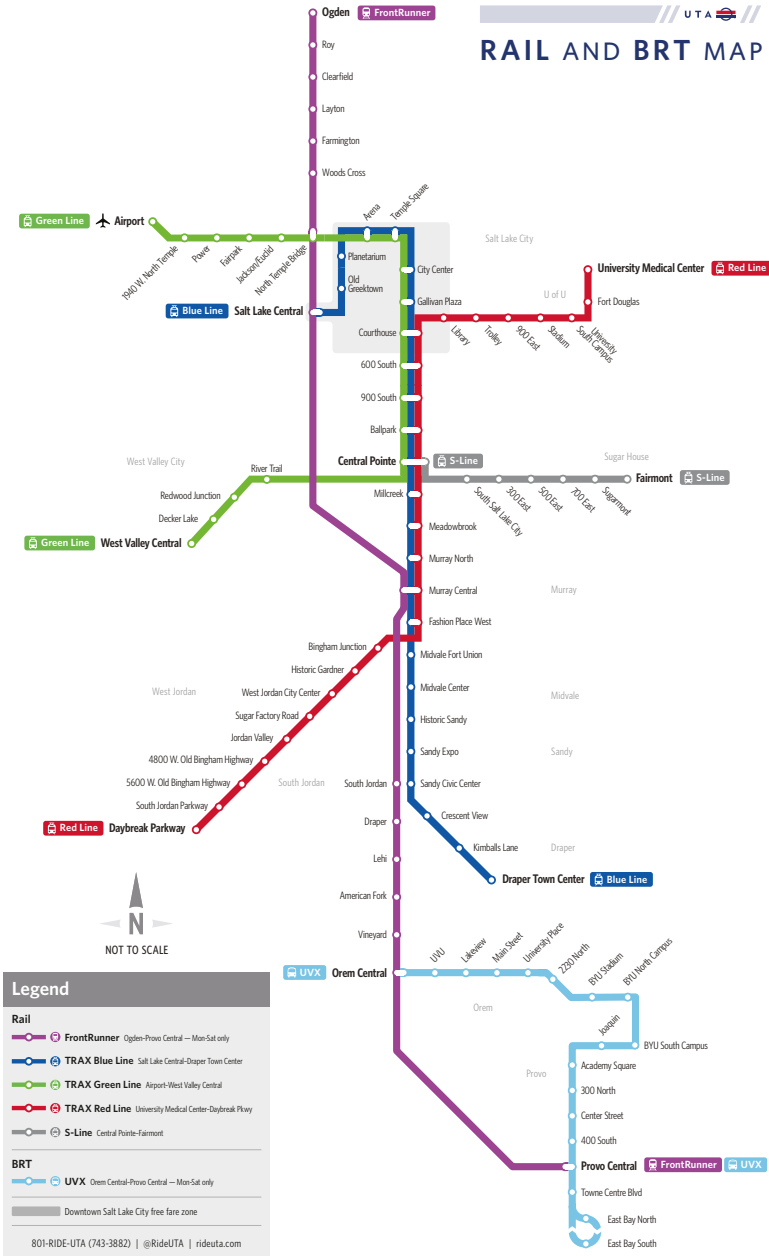 Ogden
FrontRunner
UTA
RAIL AND BRT MAP
Roy
Clearfield
Layton
Farmington
Woods Cross
Green Line
Airport
1940 W. North Temple
Power
Fairpark
Jackson/Euclid
North Temple Bridge
Arena
Temple Square
Salt Lake City
Planetarium
Old
Greektown
City Center
Gallivan Plaza
Blue Line
Salt Lake Central
University Medical Center
Red Line
U of U
Fort Douglas
Courthouse
Library
Trolley
900 East
Stadium
University
South Campus
600 South
900 South
Ballpark
Central Pointe
S-Line
West Valley City
River Trail
Sugar House
Fairmont
S-Line
South Salt Lake City
300 East
500 East
700 East
Sugarmont
Redwood Junction
Decker Lake
Green Line
West Valley Central
Millcreek
Meadowbrook
Murray North
Murray Central
Murray
Fashion Place West
Bingham Junction
Midvale Fort Union
Historic Gardner
West Jordan
West Jordan City Center
Midvale Center
Midvale
Sugar Factory Road
Historic Sandy
Jordan Valley
Sandy Expo
Sandy
4800 W. Old Bingham Highway
5600 W. Old Bingham Highway
South Jordan
South Jordan
Sandy Civic Center
South Jordan Parkway
Red Line
Daybreak Parkway
Draper
Crescent View
Kimballs Lane
Draper
Lehi
Draper Town Center
Blue Line
American Fork
N
NOT TO SCALE
Vineyard
UVX
Orem Central
UVU
Lakeview
Main Street
University Place
2230 North
BYU Stadium
BYU North Campus
Orem
Joaquin
BYU South Campus
Provo
Academy Square
300 North
Center Street
400 South
Provo Central
FrontRunner
UVX
Towne Centre Blvd
East Bay North
East Bay South
Legend
Rail
FrontRunner Ogden-Provo Central — Mon-Sat only
TRAX Blue Line Salt Lake Central-Draper Town Center
TRAX Green Line Airport-West Valley Central
TRAX Red Line University Medical Center-Daybreak Pkwy
S-Line Central Pointe-Fairmont
BRT
UVX Orem Central-Provo Central — Mon-Sat only
Downtown Salt Lake City free fare zone
801-RIDE-UTA (743-3882) | @RideUTA | rideuta.com